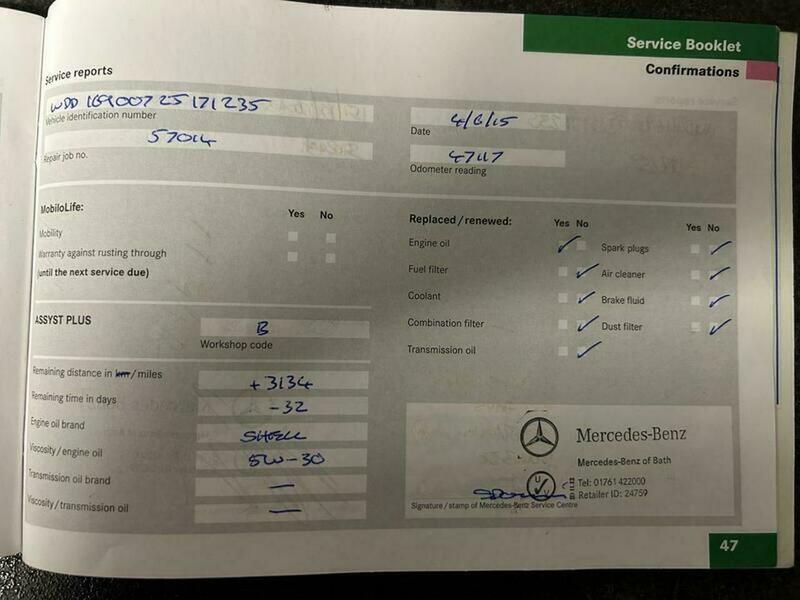 Service Booklet
Confirmations
Service reports
WDD 16900725171235
Vehicle identification number
57014
Repair job no.
4/6/15
Date
47117
Odometer reading
MobiloLife:
Yes No
Mobility
Warranty against rusting through
(until the next service due)
ASSYST PLUS
B
Workshop code
Remaining distance in km/miles +3134
Remaining time in days -32
Engine oil brand SHELL
Viscosity/engine oil 5W-30
Transmission oil brand —
Viscosity/transmission oil —
Replaced/renewed: Yes No Yes No
Engine oil Spark plugs
Fuel filter Air cleaner
Coolant Brake fluid
Combination filter Dust filter
Transmission oil
Mercedes-Benz
Mercedes-Benz of Bath
Tel: 01761 422000
Retailer ID: 24759
Signature/stamp of Mercedes-Benz Service Centre
47